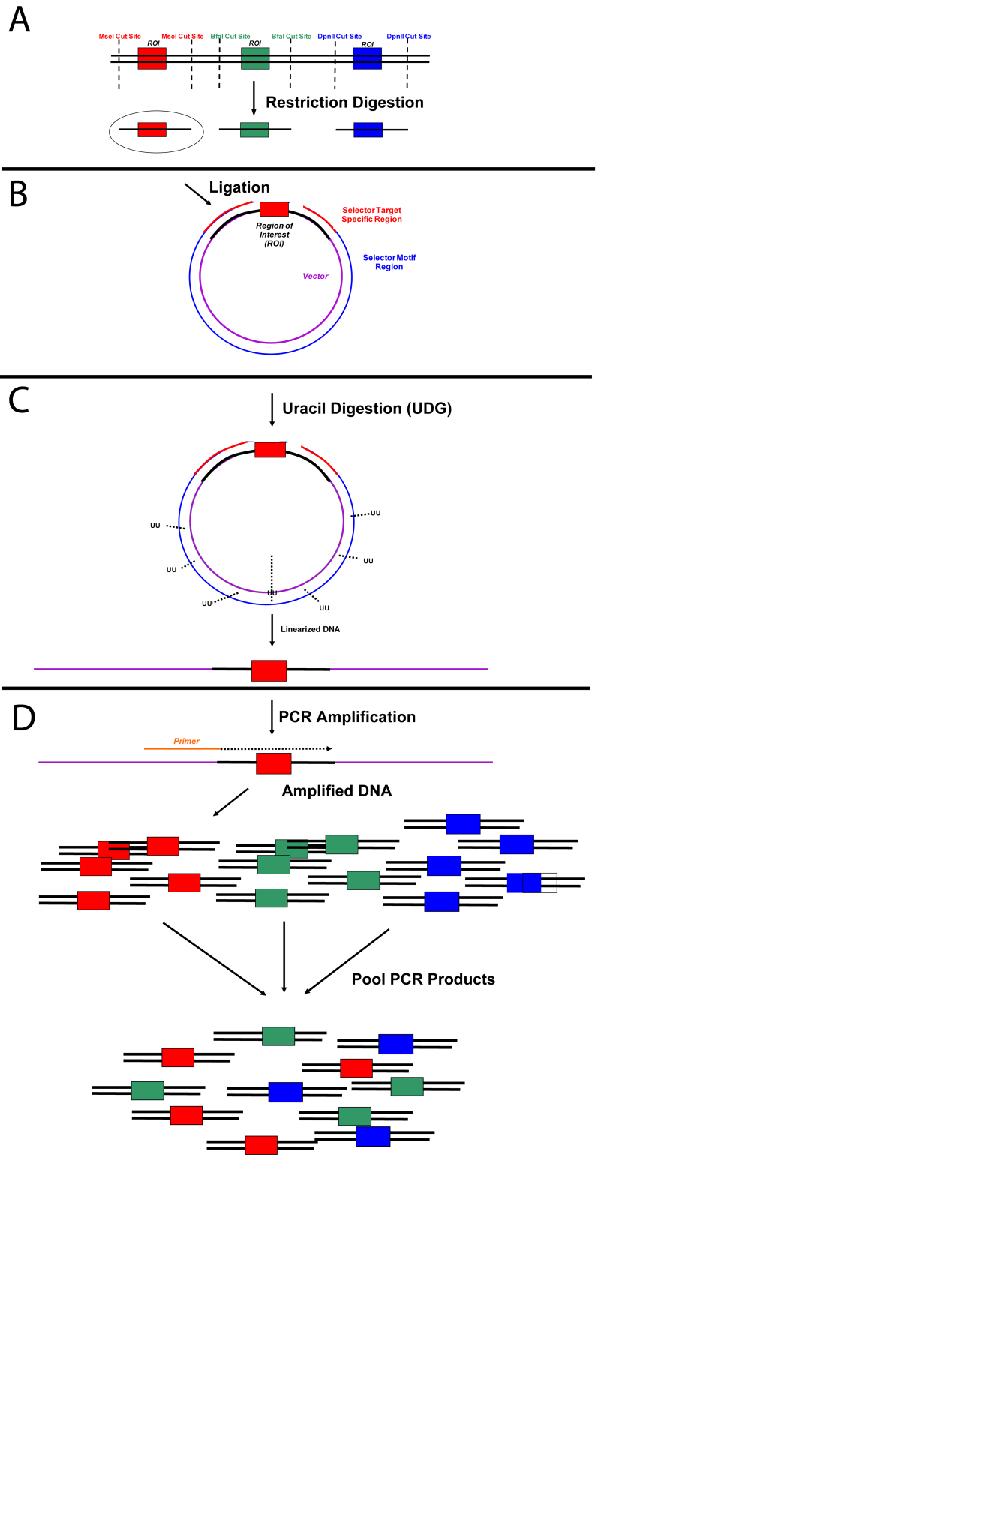 A
MseI Cut Site MseI Cut Site BfaI Cut Site BfaI Cut Site DpnII Cut Site DpnII Cut Site
ROI ROI ROI
Restriction Digestion
B
Ligation
Selector Target
Specific Region
Region of
Interest
(ROI)
Selector Motif
Region
Vector
C
Uracil Digestion (UDG)
UU UU
UU UU
UU UU UU
Linearized DNA
D
PCR Amplification
Primer
Amplified DNA
Pool PCR Products